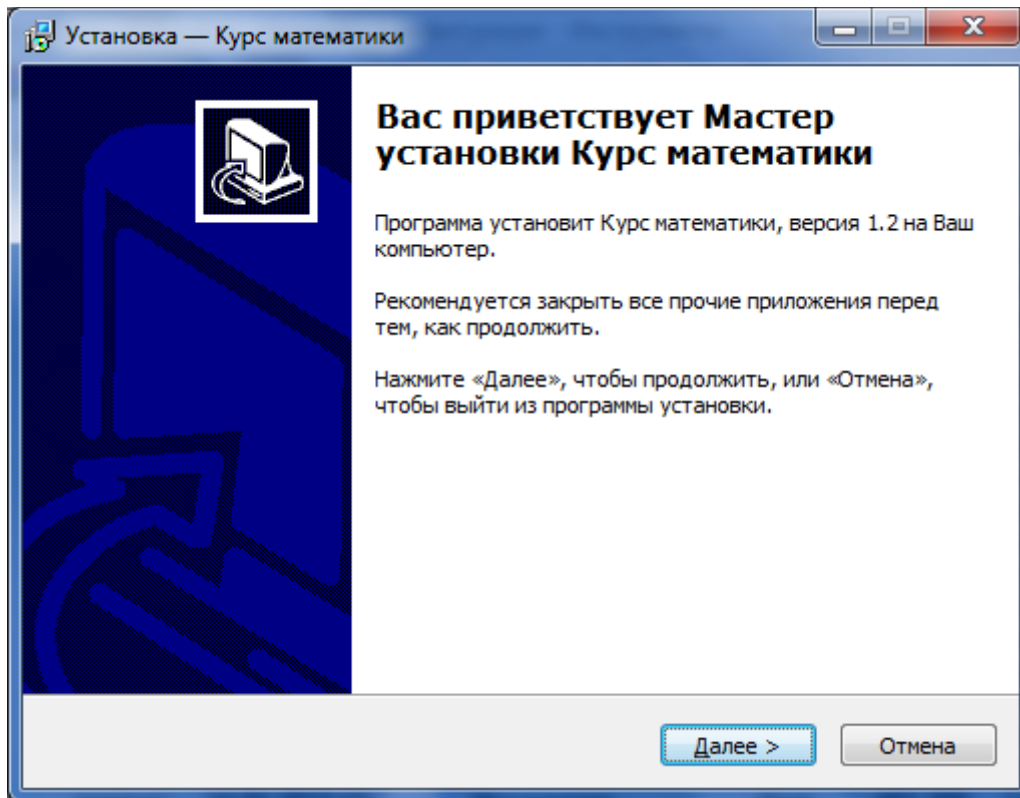 Установка — Курс математики
Вас приветствует Мастер
установки Курс математики
Программа установит Курс математики, версия 1.2 на Ваш
компьютер.
Рекомендуется закрыть все прочие приложения перед
тем, как продолжить.
Нажмите «Далее», чтобы продолжить, или «Отмена»,
чтобы выйти из программы установки.
Далее >
Отмена